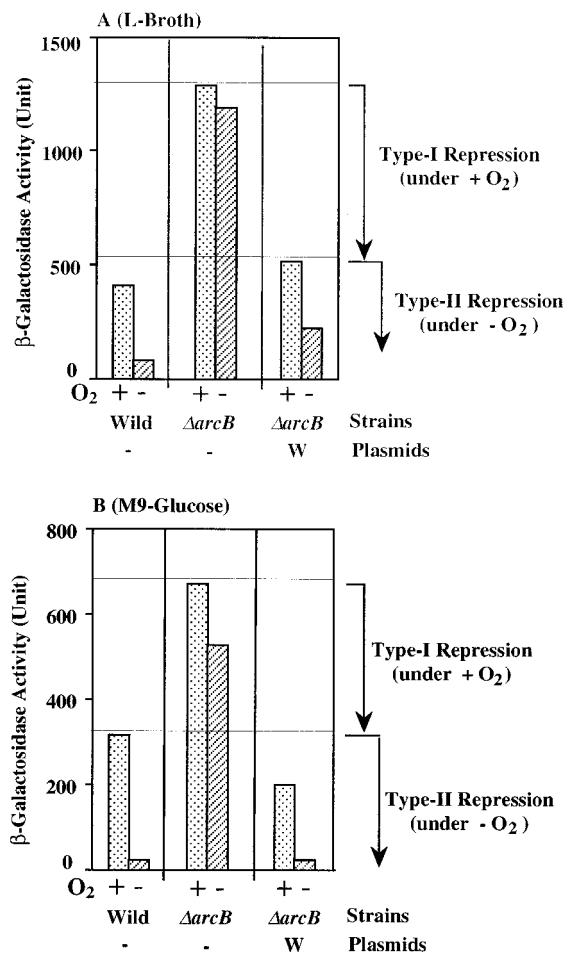 A (L-Broth)
β-Galactosidase Activity (Unit)
1500
1000
500
0
Type-I Repression
(under + O2)
Type-II Repression
(under - O2)
O2 + - + - + -
Wild ΔarcB ΔarcB Strains
- - W Plasmids
B (M9-Glucose)
β-Galactosidase Activity (Unit)
800
600
400
200
0
Type-I Repression
(under + O2)
Type-II Repression
(under - O2)
O2 + - + - + -
Wild ΔarcB ΔarcB Strains
- - W Plasmids